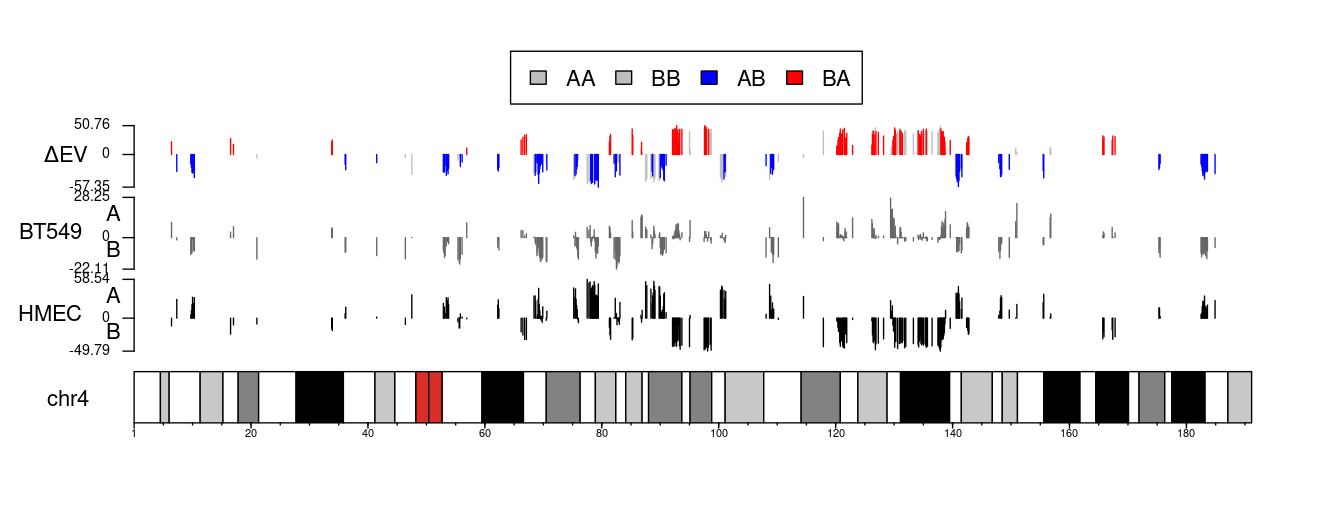 AA BB AB BA
50.76
ΔEV 0
-57.35
28.25
A
BT549 0
B
-22.11
58.54
A
HMEC 0
B
-49.79
chr4
1 20 40 60 80 100 120 140 160 180